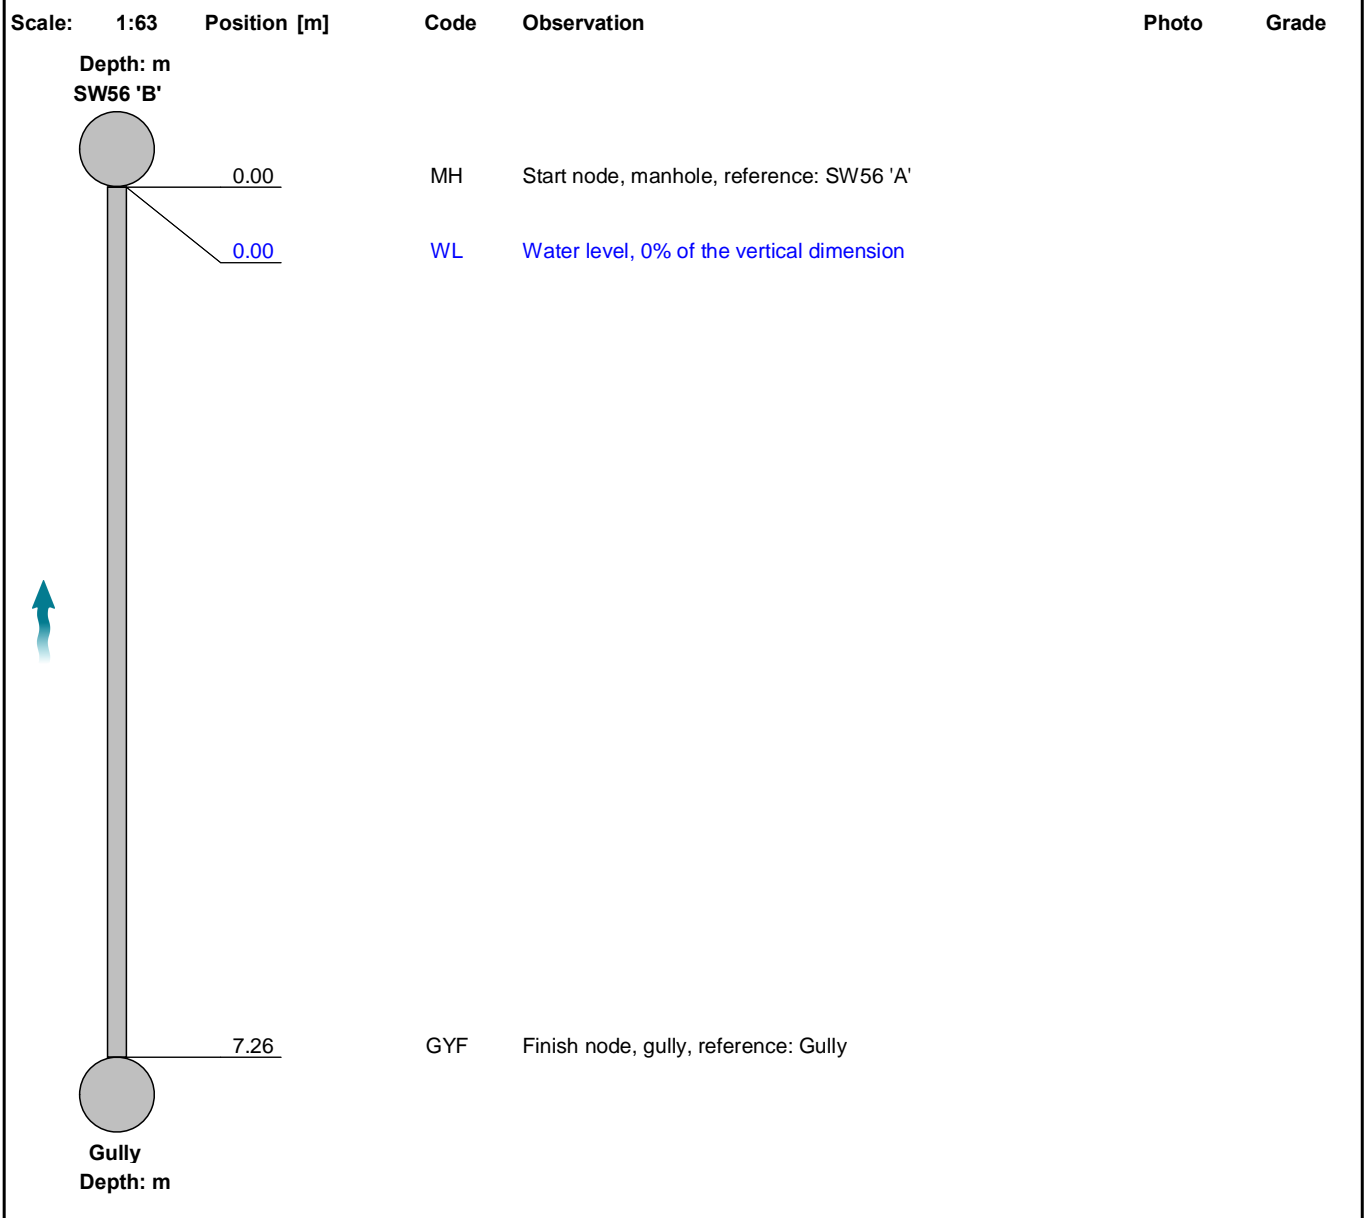 Scale: 1:63 Position [m] Code Observation Photo Grade
Depth: m
SW56 'B'
0.00 MH Start node, manhole, reference: SW56 'A'
0.00 WL Water level, 0% of the vertical dimension
7.26 GYF Finish node, gully, reference: Gully
Gully
Depth: m